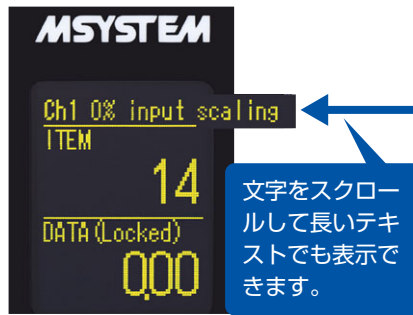 MSYSTEM
Ch1 0% input scaling
ITEM
14
DATA (Locked)
0.00
文字をスクロー
ルして長いテキ
ストでも表示で
きます。